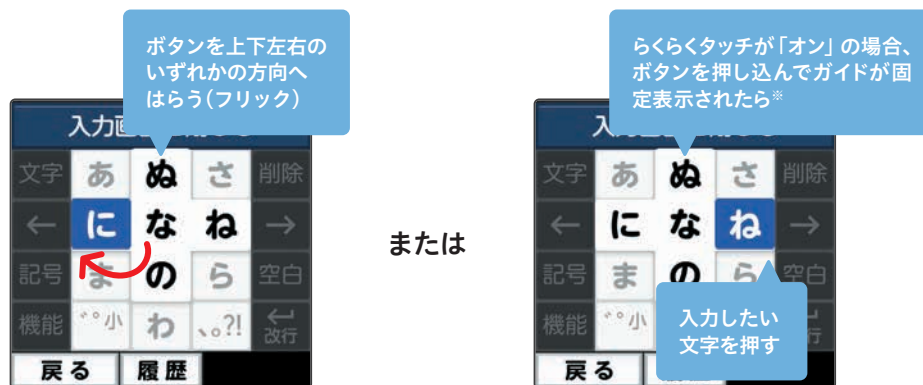 ボタンを上下左右の
いずれかの方向へ
はらう(フリック)
入力
文字 あ ぬ さ 削除
← に な ね →
記号 ま の ら 空白
機能 ゛゜小 わ 、。?! 改行
戻る 履歴
または
らくらくタッチが「オン」の場合、
ボタンを押し込んでガイドが固
定表示されたら※
文字 あ ぬ さ 削除
← に な ね →
記号 ま の ら 空白
機能 ゛゜小
戻る
入力したい
文字を押す